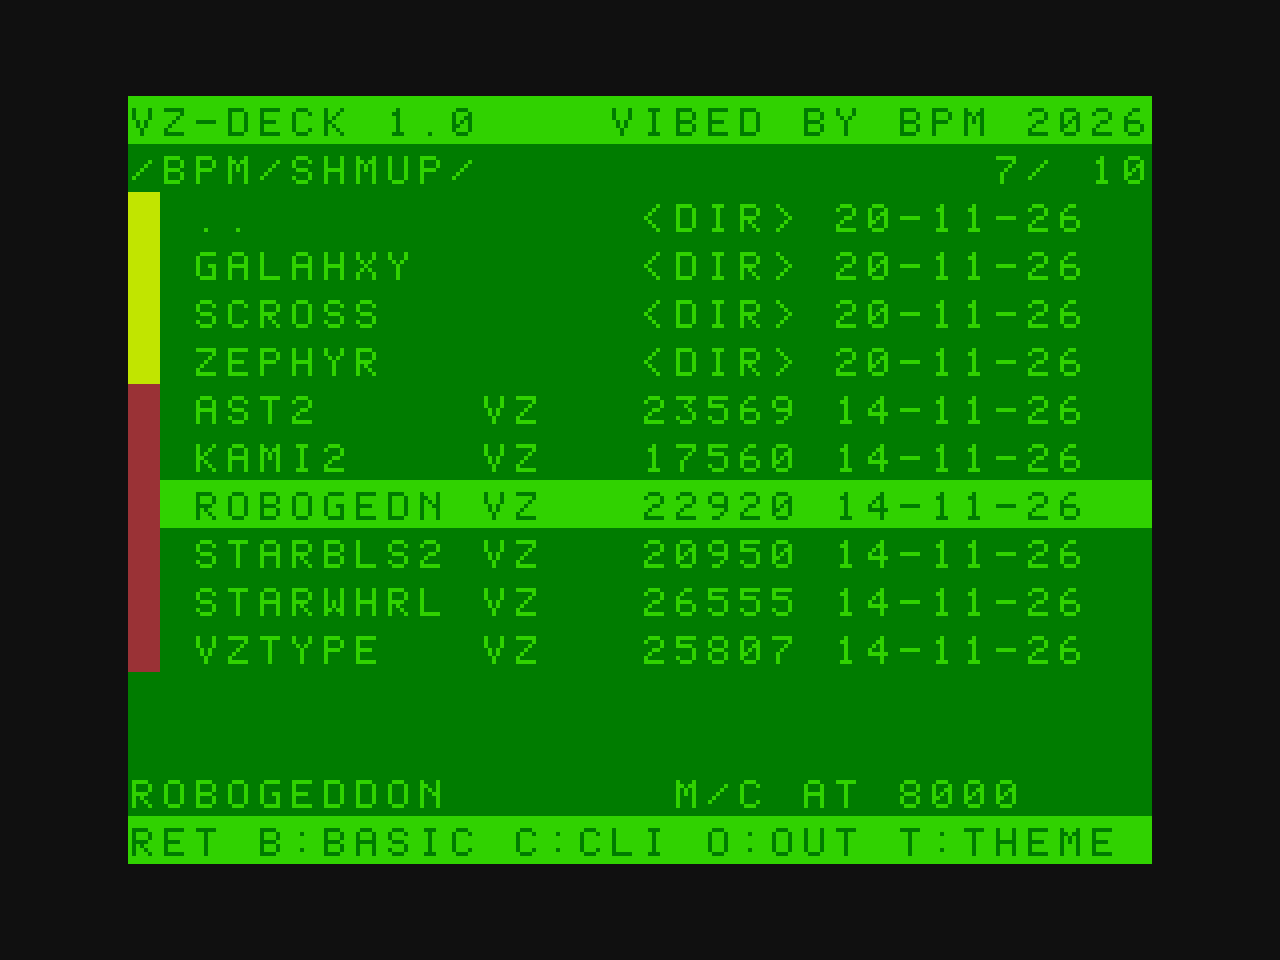 VZ-DECK 1.0 VIBED BY BPM 2026
/BPM/SHMUP/ 7/ 10
.. <DIR> 20-11-26
GALAHXY <DIR> 20-11-26
SCROSS <DIR> 20-11-26
ZEPHYR <DIR> 20-11-26
AST2 VZ 23569 14-11-26
KAMI2 VZ 17560 14-11-26
ROBOGEDN VZ 22920 14-11-26
STARBLS2 VZ 20950 14-11-26
STARWHRL VZ 26555 14-11-26
VZTYPE VZ 25807 14-11-26
ROBOGEDDON M/C AT 8000
RET B:BASIC C:CLI O:OUT T:THEME